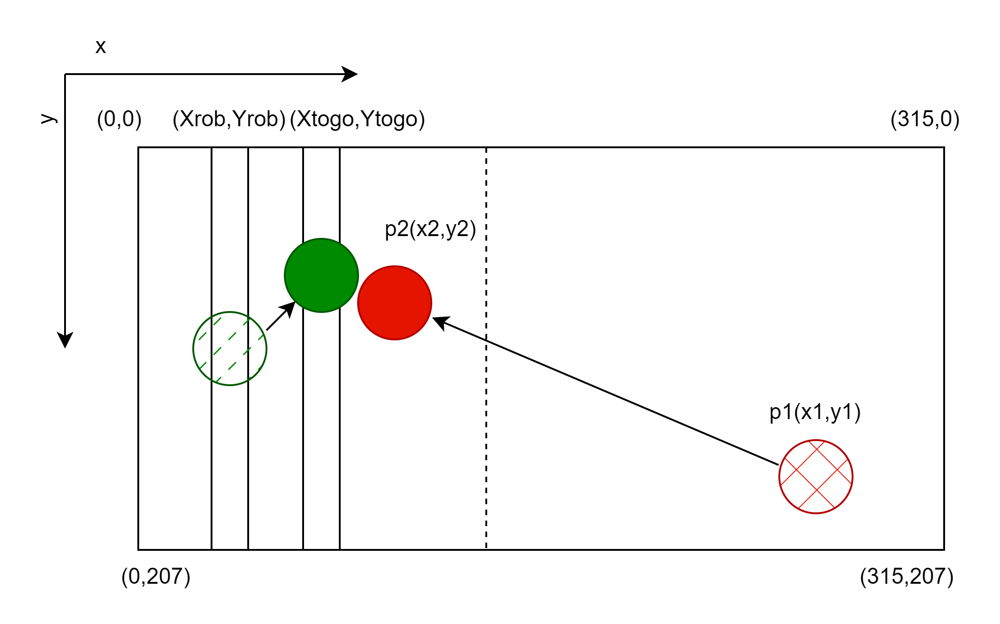 x
y
(0,0)
(Xrob,Yrob)
(Xtogo,Ytogo)
(315,0)
p2(x2,y2)
p1(x1,y1)
(0,207)
(315,207)